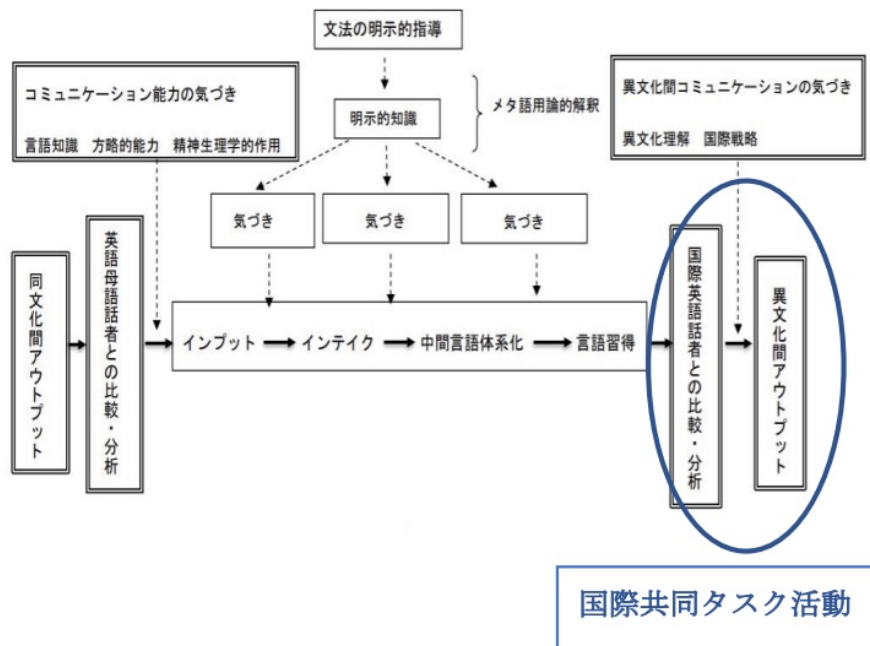 文法の明示的指導
コミュニケーション能力の気づき
言語知識　方略的能力　精神生理学的作用
明示的知識
メタ語用論的解釈
異文化間コミュニケーションの気づき
異文化理解　国際戦略
気づき
気づき
気づき
同文化間アウトプット
英語母語話者との比較・分析
インプット
インテイク
中間言語体系化
言語習得
国際英語話者との比較・分析
異文化間アウトプット
国際共同タスク活動